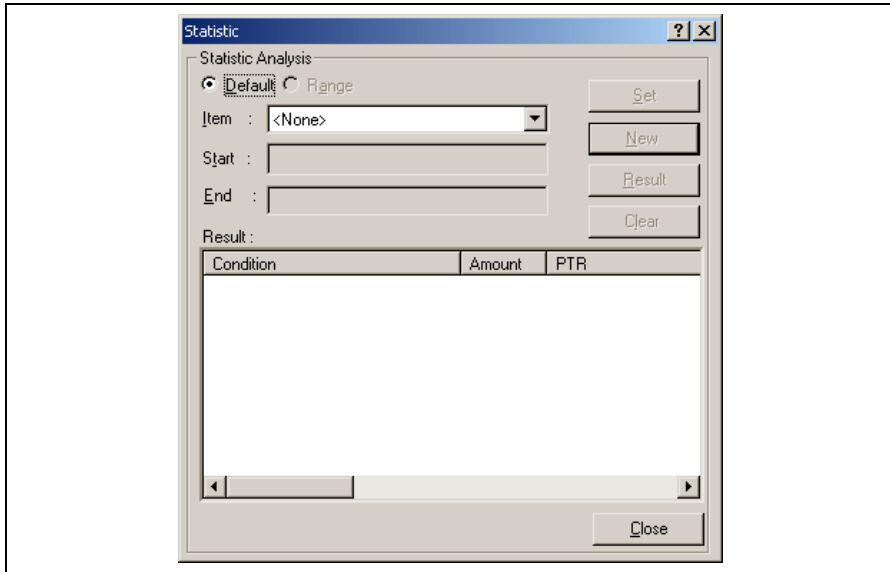 Statistic
Statistic Analysis
Default Range
Set
Item : <None>
New
Start :
Result
End :
Clear
Result :
Condition Amount PTR
Close